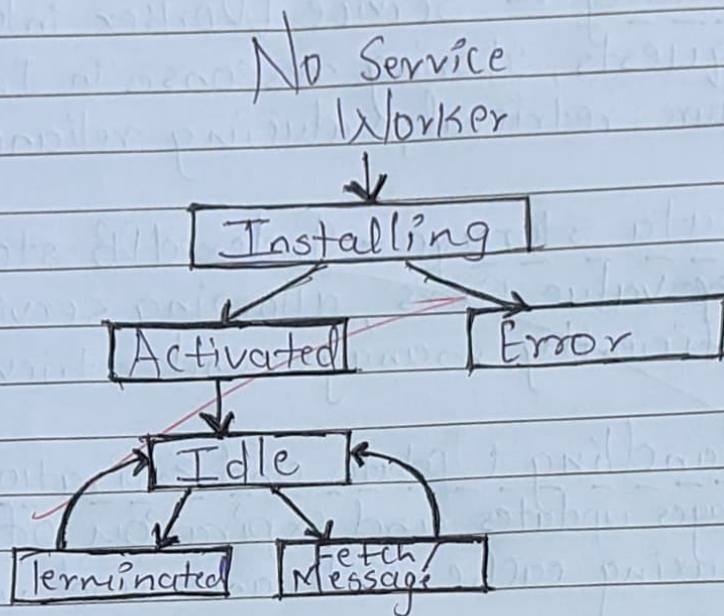 No Service
Worker
Installing
Activated
Error
Idle
Terminated
Fetch/
Message